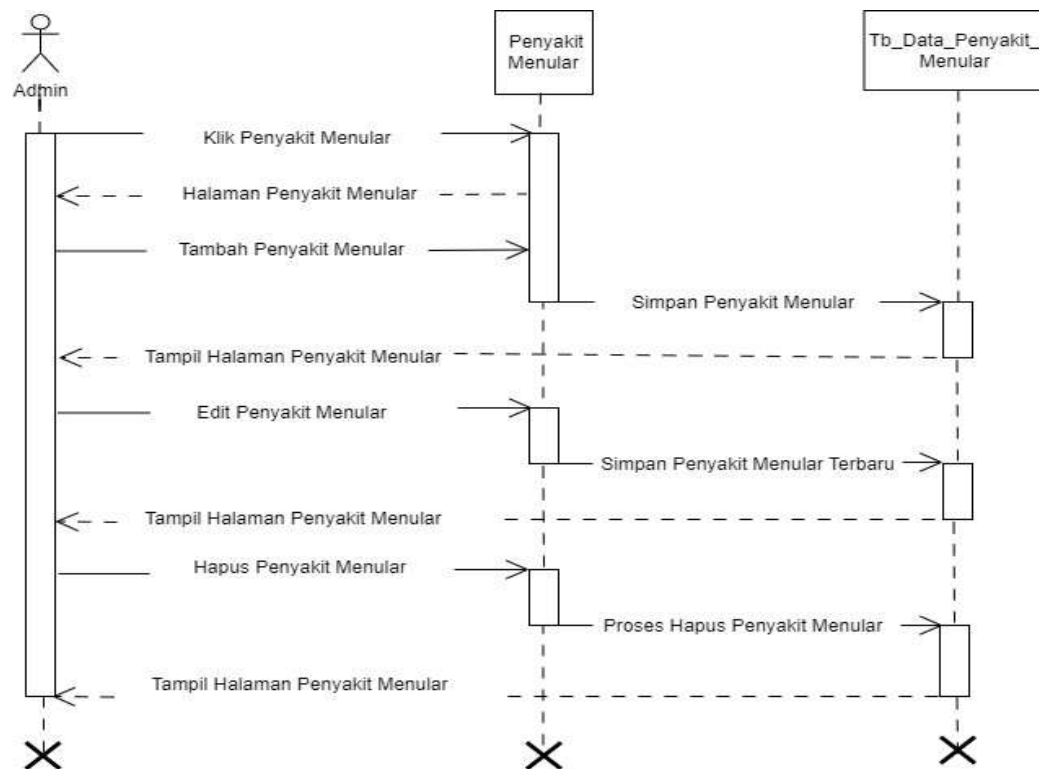 Admin
Penyakit
Menular
Tb_Data_Penyakit_
Menular
Klik Penyakit Menular
Halaman Penyakit Menular
Tambah Penyakit Menular
Simpan Penyakit Menular
Tampil Halaman Penyakit Menular
Edit Penyakit Menular
Simpan Penyakit Menular Terbaru
Tampil Halaman Penyakit Menular
Hapus Penyakit Menular
Proses Hapus Penyakit Menular
Tampil Halaman Penyakit Menular